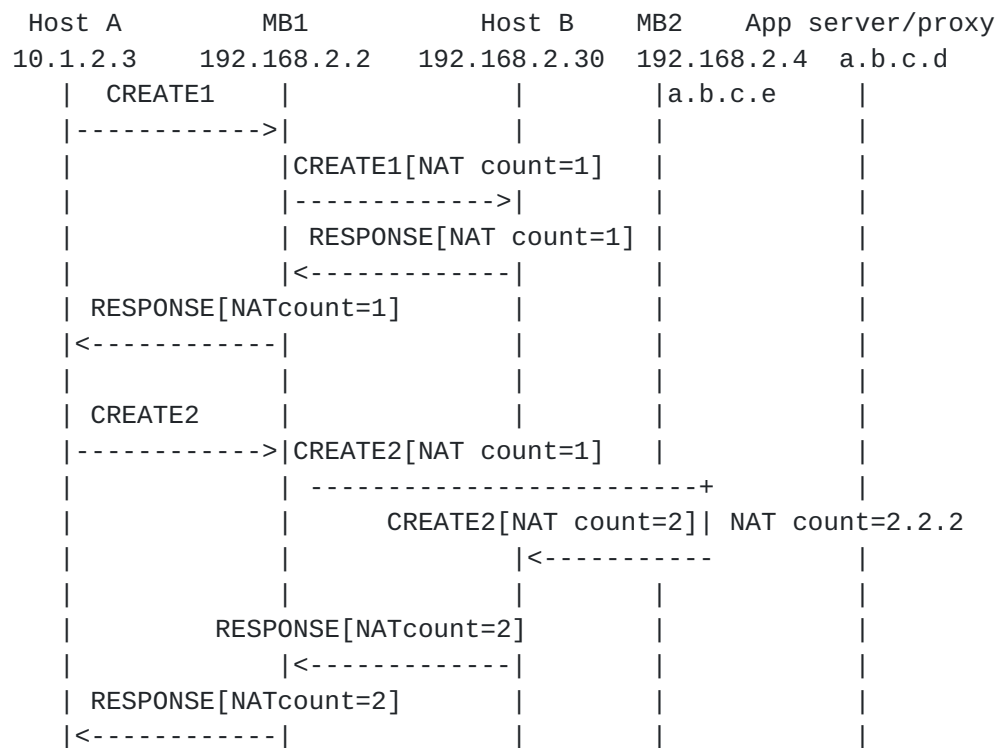 Host A MB1 Host B MB2 App server/proxy
10.1.2.3 192.168.2.2 192.168.2.30 192.168.2.4 a.b.c.d
| CREATE1 | | |a.b.c.e |
|------------>| | | |
| |CREATE1[NAT count=1] | |
| |------------->| | |
| | RESPONSE[NAT count=1] | |
| |<-------------| | |
| RESPONSE[NATcount=1] | | |
|<------------| | | |
| | | | |
| CREATE2 | | | |
|------------>|CREATE2[NAT count=1] | |
| | -------------------------+ |
| | CREATE2[NAT count=2]| NAT count=2.2.2
| | |<----------- |
| | | | |
| RESPONSE[NATcount=2] | |
| |<-------------| | |
| RESPONSE[NATcount=2] | | |
|<------------| | | |